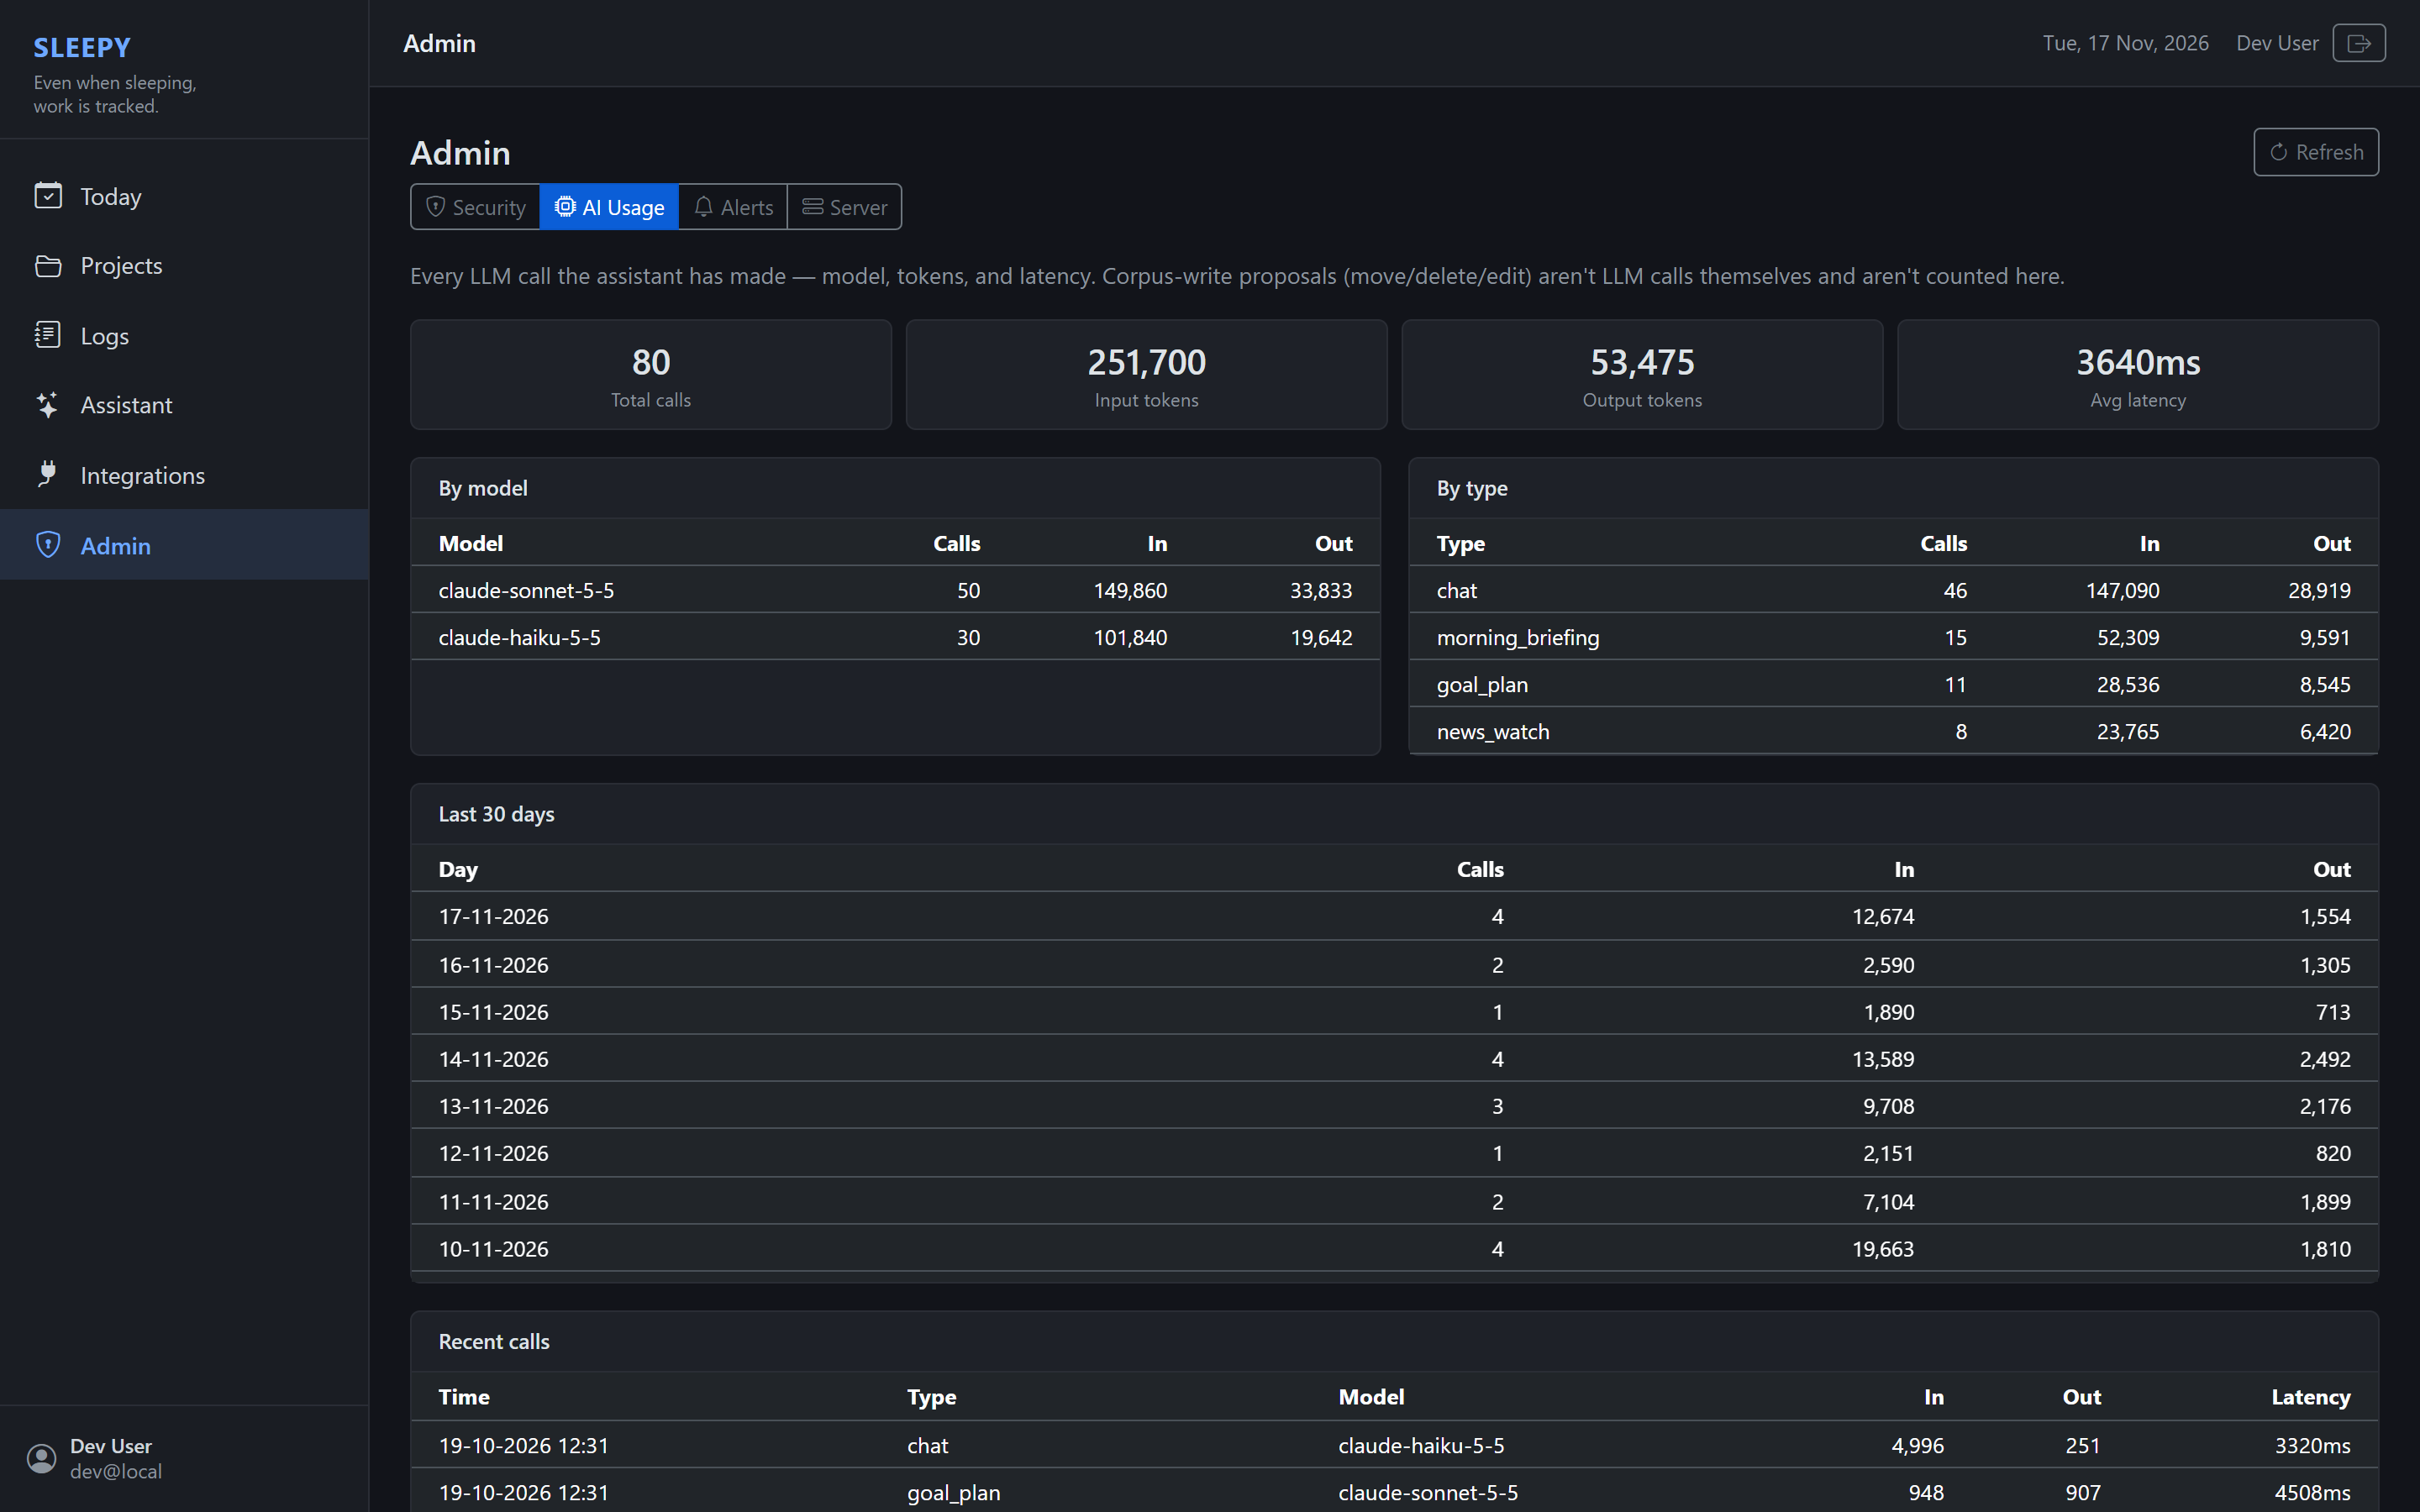 SLEEPY
Even when sleeping,
work is tracked.
Today
Projects
Logs
Assistant
Integrations
Admin
Dev User
dev@local
Admin
Tue, 17 Nov, 2026 Dev User
Admin
Refresh
Security AI Usage Alerts Server
Every LLM call the assistant has made — model, tokens, and latency. Corpus-write proposals (move/delete/edit) aren't LLM calls themselves and aren't counted here.
80
Total calls
251,700
Input tokens
53,475
Output tokens
3640ms
Avg latency
By model
Model Calls In Out
claude-sonnet-5-5 50 149,860 33,833
claude-haiku-5-5 30 101,840 19,642
By type
Type Calls In Out
chat 46 147,090 28,919
morning_briefing 15 52,309 9,591
goal_plan 11 28,536 8,545
news_watch 8 23,765 6,420
Last 30 days
Day Calls In Out
17-11-2026 4 12,674 1,554
16-11-2026 2 2,590 1,305
15-11-2026 1 1,890 713
14-11-2026 4 13,589 2,492
13-11-2026 3 9,708 2,176
12-11-2026 1 2,151 820
11-11-2026 2 7,104 1,899
10-11-2026 4 19,663 1,810
Recent calls
Time Type Model In Out Latency
19-10-2026 12:31 chat claude-haiku-5-5 4,996 251 3320ms
19-10-2026 12:31 goal_plan claude-sonnet-5-5 948 907 4508ms